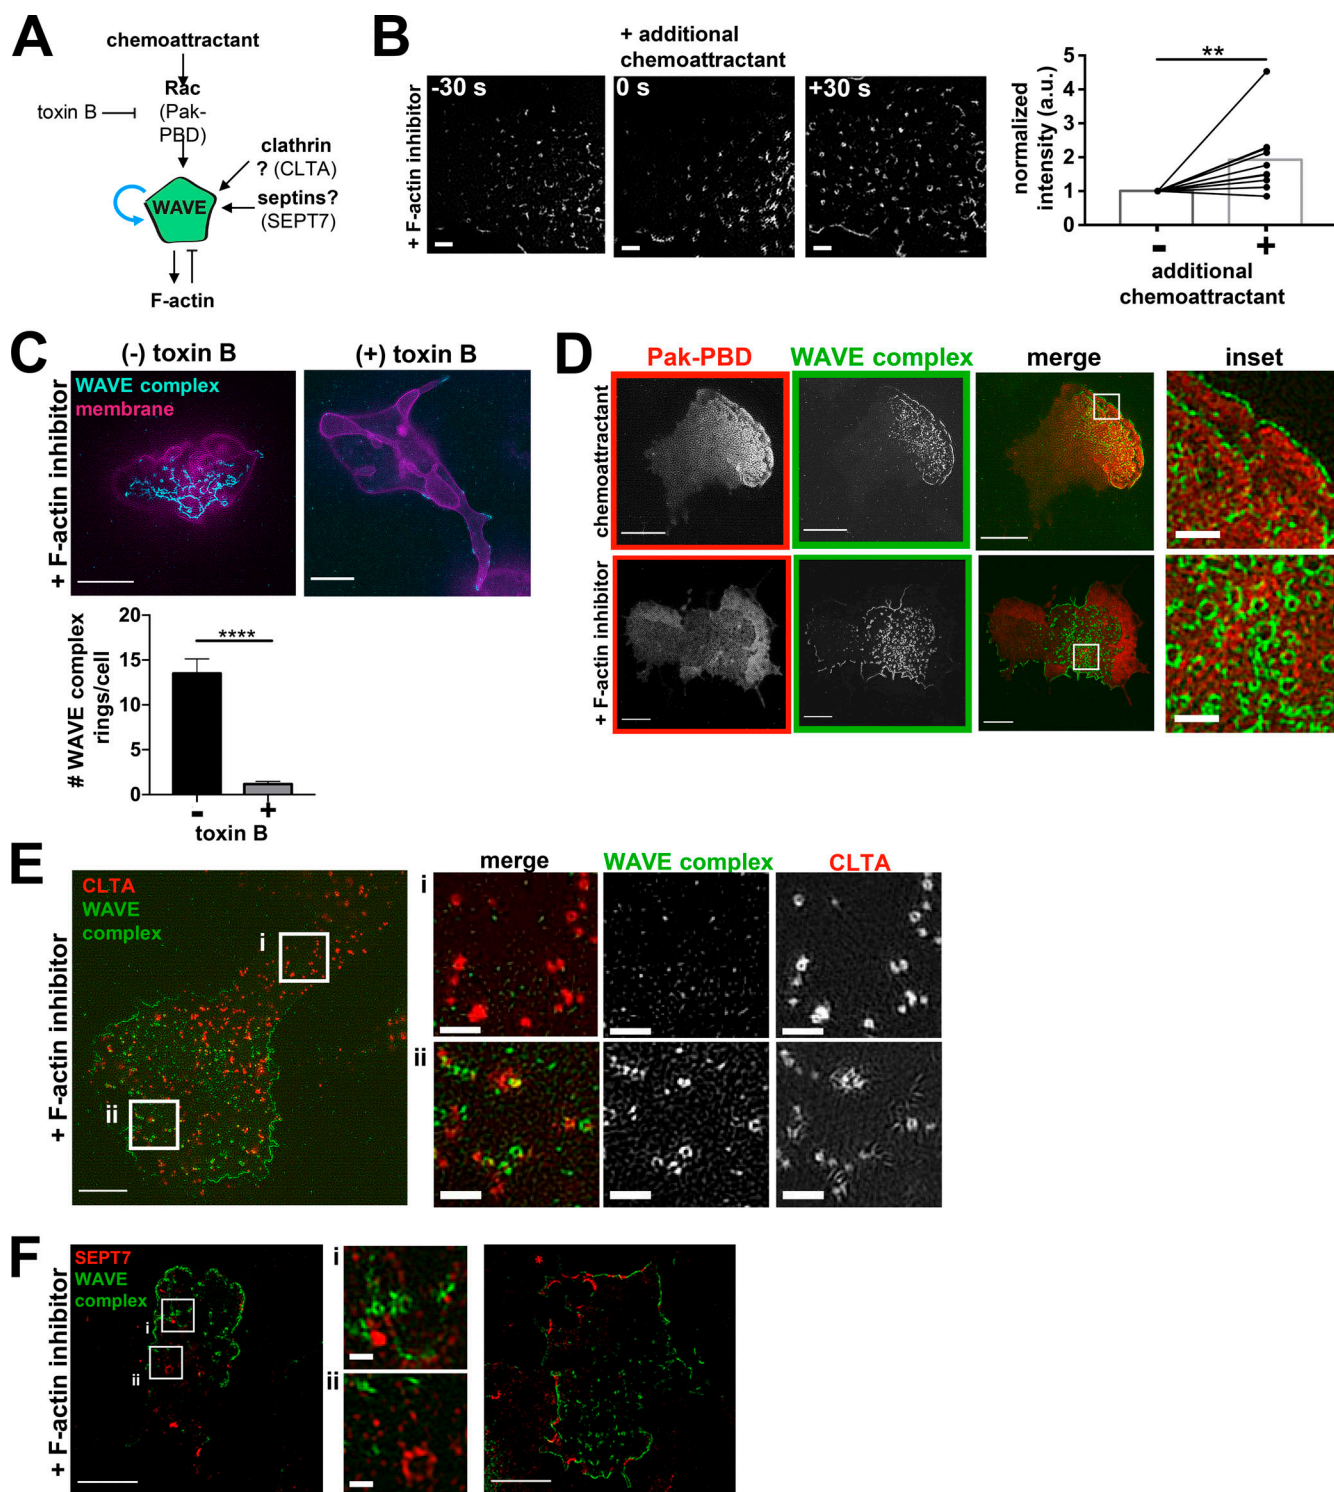 A
chemoattractant
Rac
toxin B
(Pak-
PBD)
clathrin
? (CLTA)
septins?
(SEPT7)
WAVE
F-actin
B
+ additional
chemoattractant
+ F-actin inhibitor
-30 s
0 s
+30 s
normalized
intensity (a.u.)
5
4
3
2
1
0
**
- +
additional
chemoattractant
C
(-) toxin B
(+) toxin B
+ F-actin inhibitor
WAVE complex
membrane
# WAVE complex
rings/cell
20
15
10
5
0
****
- +
toxin B
D
Pak-PBD
WAVE complex
merge
inset
chemoattractant
+ F-actin inhibitor
E
+ F-actin inhibitor
CLTA
WAVE
complex
i
ii
merge
WAVE complex
CLTA
i
ii
F
+ F-actin inhibitor
SEPT7
WAVE
complex
i
ii
i
ii
*